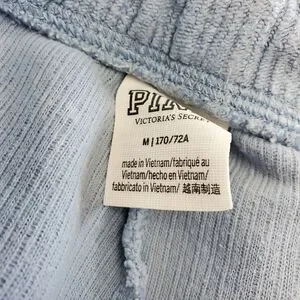 PINK
VICTORIA'S SECRET
M | 170/72A
made in Vietnam/fabriqué au
Vietnam/hecho en Vietnam/
fabbricato in Vietnam/ 越南制造